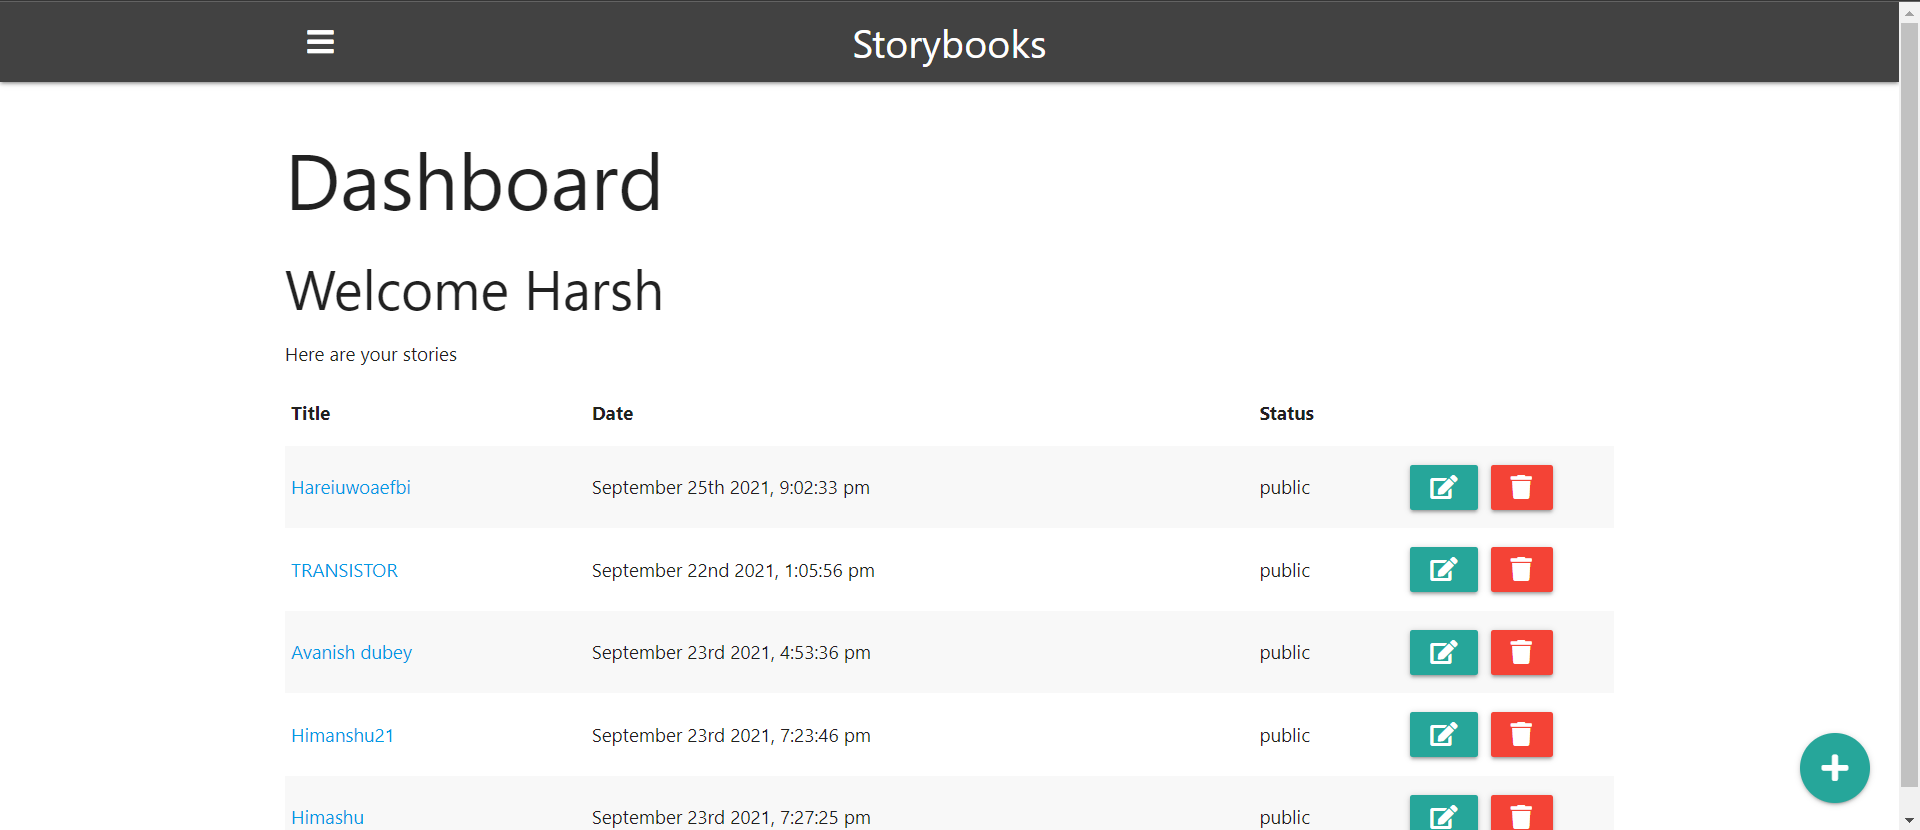 Storybooks
Dashboard
Welcome Harsh
Here are your stories
Title Date Status
Hareiuwoaefbi September 25th 2021, 9:02:33 pm public
TRANSISTOR September 22nd 2021, 1:05:56 pm public
Avanish dubey September 23rd 2021, 4:53:36 pm public
Himanshu21 September 23rd 2021, 7:23:46 pm public
Himashu September 23rd 2021, 7:27:25 pm public